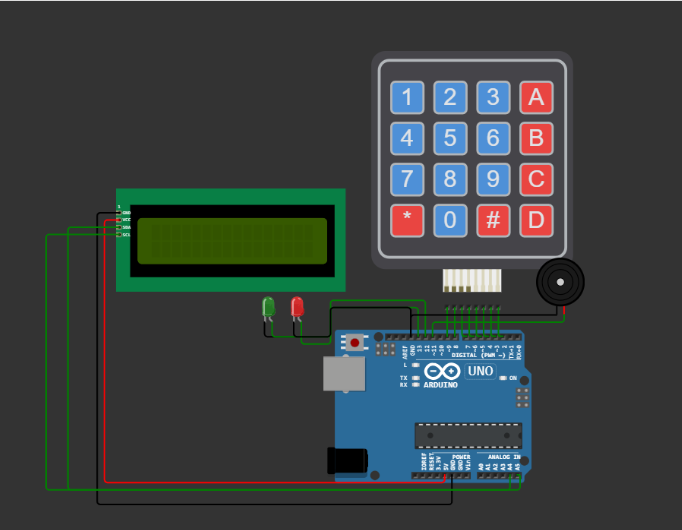 1 2 3 A
4 5 6 B
7 8 9 C
* 0 # D
1
GND
VCC
SDA
SCL
AREF
GND
13
12
~11
~10
~9
8
7
~6
~5
4
~3
2
TX→1
RX←0
DIGITAL (PWM ~)
L
TX
RX
UNO
ARDUINO
ON
IOREF
RESET
3.3V
5V
GND
GND
Vin
POWER
ANALOG IN
A0
A1
A2
A3
A4
A5